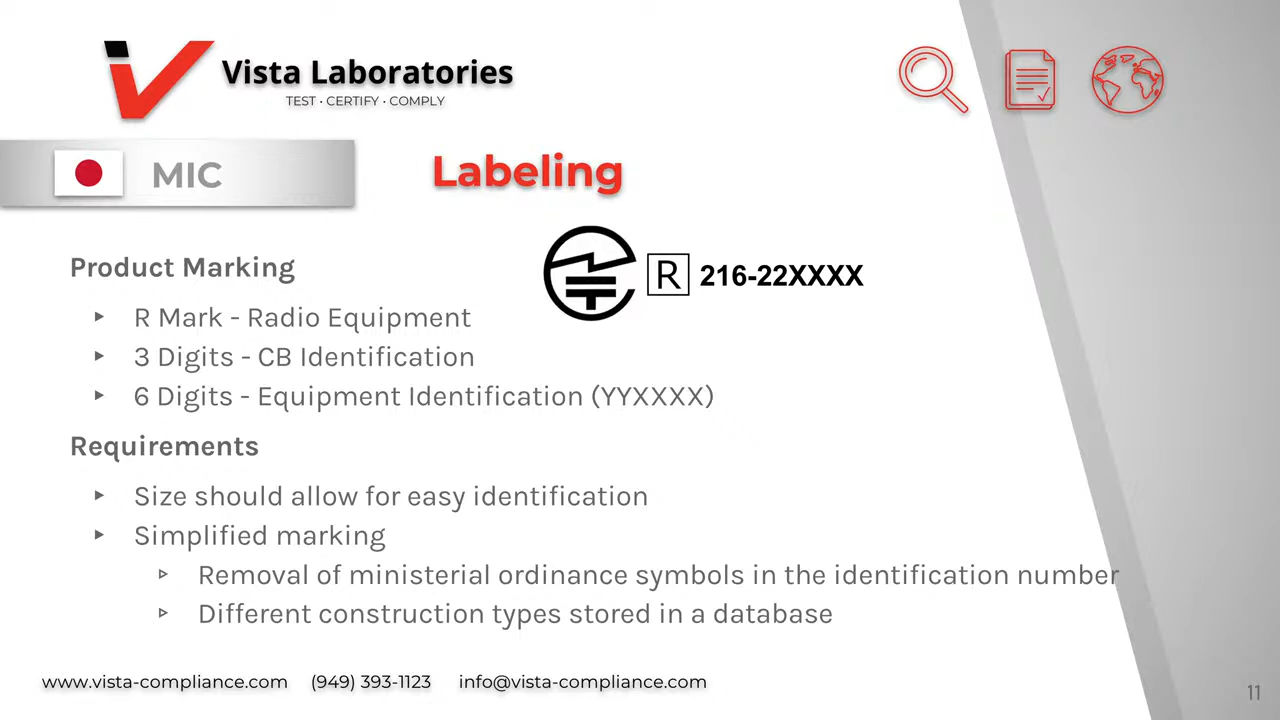 Vista Laboratories
TEST · CERTIFY · COMPLY
MIC
Labeling
R 216-22XXXX
Product Marking
‣ R Mark - Radio Equipment
‣ 3 Digits - CB Identification
‣ 6 Digits - Equipment Identification (YYXXXX)
Requirements
‣ Size should allow for easy identification
‣ Simplified marking
▹ Removal of ministerial ordinance symbols in the identification number
▹ Different construction types stored in a database
www.vista-compliance.com (949) 393-1123 info@vista-compliance.com
11